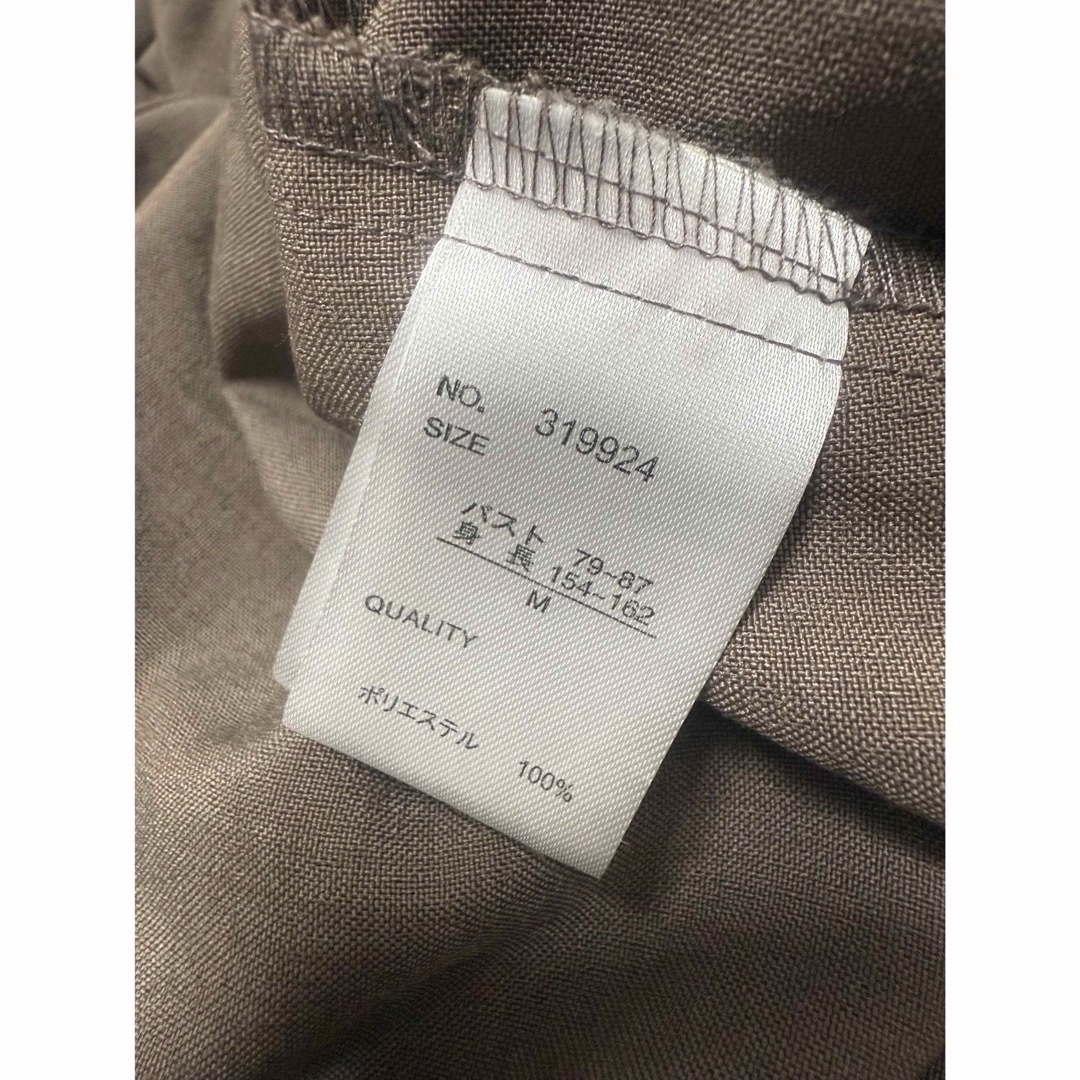 NO. 319924
SIZE
バスト 79~87
身長 154~162
M
QUALITY
ポリエステル 100%